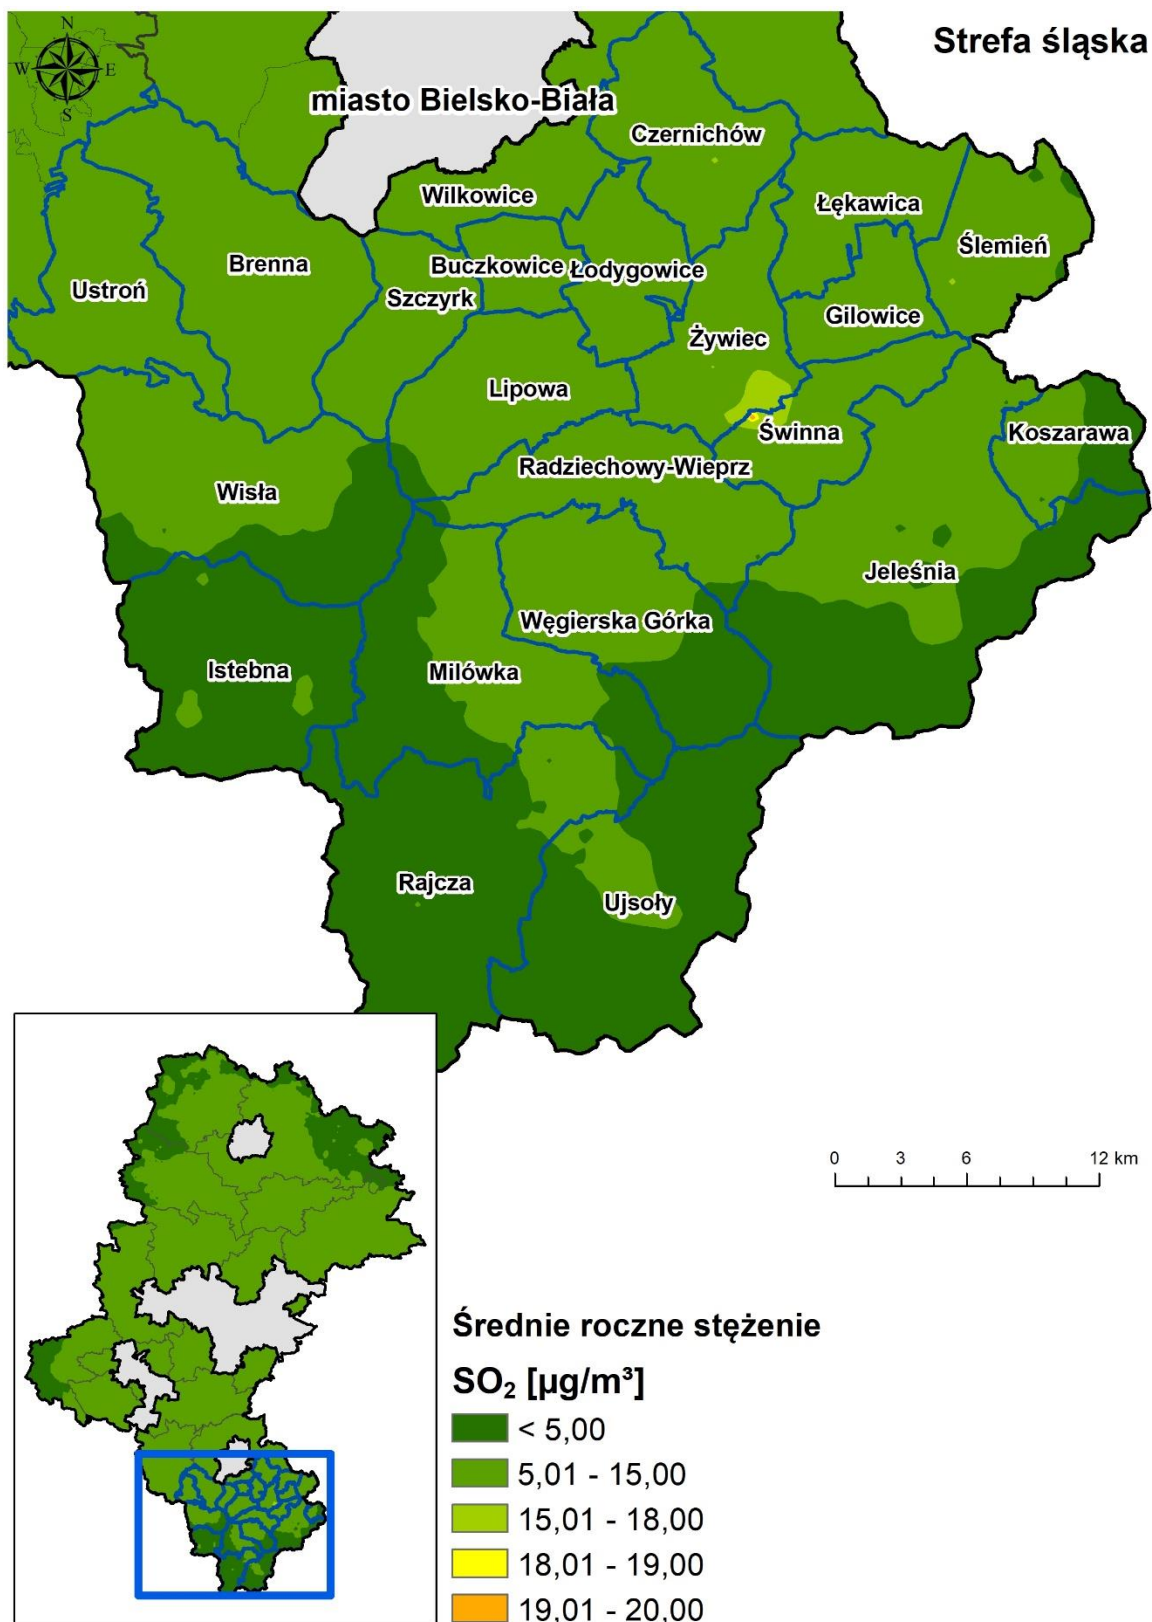 Strefa śląska
N
W E
S
miasto Bielsko-Biała
Czernichów
Wilkowice
Łękawica
Ślemień
Brenna
Buczkowice
Łodygowice
Ustroń
Szczyrk
Gilowice
Żywiec
Lipowa
Świnna
Koszarawa
Radziechowy-Wieprz
Wisła
Jeleśnia
Węgierska Górka
Istebna
Milówka
Rajcza
Ujsoły
0 3 6 12 km
Średnie roczne stężenie
SO₂ [µg/m³]
< 5,00
5,01 - 15,00
15,01 - 18,00
18,01 - 19,00
19,01 - 20,00